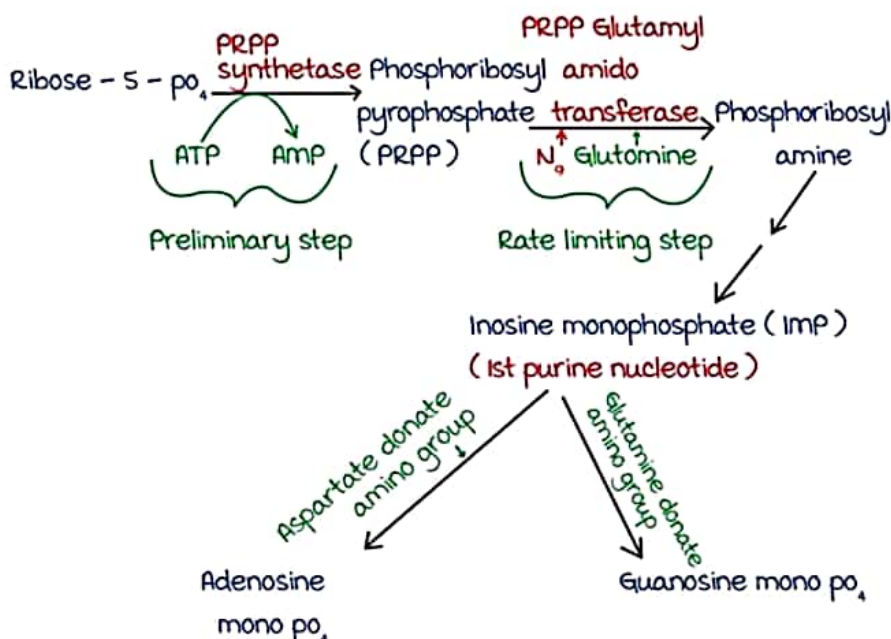 PRPP
synthetase
Ribose - 5 - po₄
ATP
AMP
Preliminary step
Phosphoribosyl
pyrophosphate
(PRPP)
PRPP Glutamyl
amido
transferase
N₉ Glutomine
Rate limiting step
Phosphoribosyl
amine
Inosine monophosphate (IMP)
(1st purine nucleotide)
Aspartate donate
amino group
Glutamine donate
amino group
Adenosine
mono po₄
Guanosine mono po₄